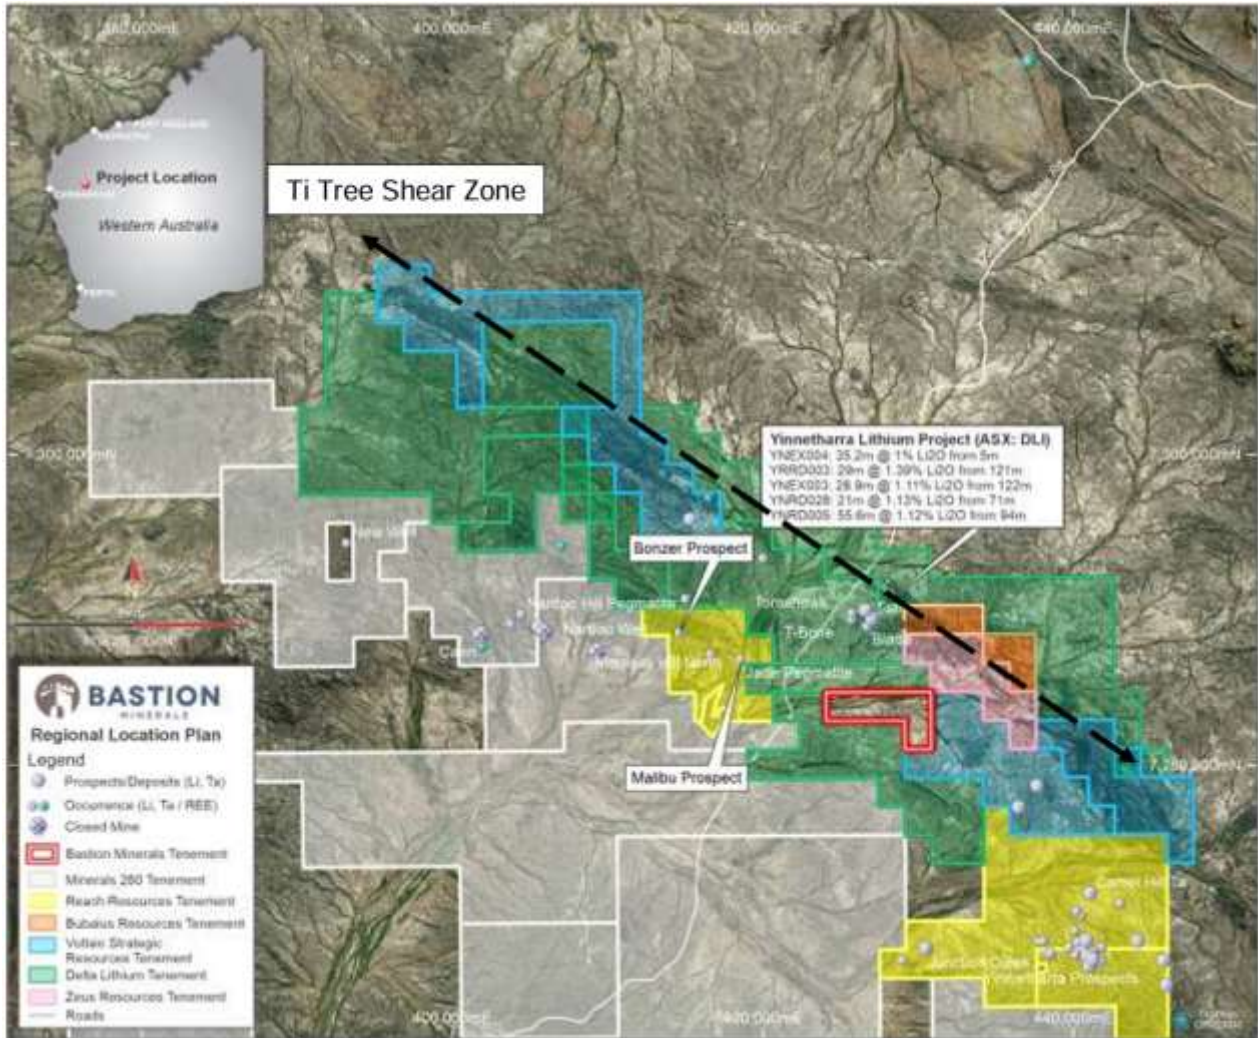 400,000mE
420,000mE
440,000mE
Project Location
Western Australia
PERTH
Ti Tree Shear Zone
Yinnetharra Lithium Project (ASX: DLI)
YNEX004: 35.2m @ 1% Li2O from 5m
YRRD003: 29m @ 1.39% Li2O from 121m
YNEX003: 28.9m @ 1.11% Li2O from 122m
YNRD028: 21m @ 1.13% Li2O from 71m
YNRD005: 55.6m @ 1.12% Li2O from 94m
Bonzer Prospect
T-Bone
Jade Pegmatite
Malibu Prospect
7,280,000mN
BASTION
MINERALS
Regional Location Plan
Legend
Prospects/Deposits (Li, Ta)
Occurrence (Li, Ta / REE)
Closed Mine
Bastion Minerals Tenement
Minerals 260 Tenement
Reach Resources Tenement
Bubalus Resources Tenement
Voltaic Strategic
Resources Tenement
Delta Lithium Tenement
Zeus Resources Tenement
Roads
Yinnetharra Prospects
400,000mE
420,000mE
440,000mE